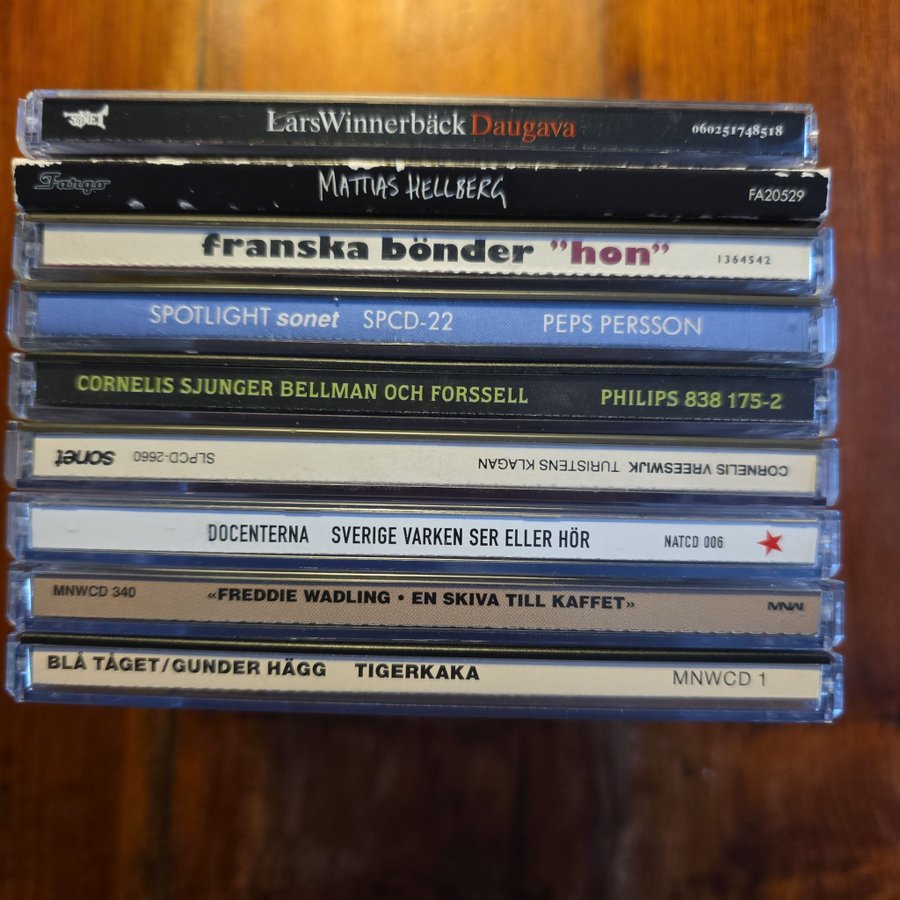 LarsWinnerbäck Daugava 060251748518
Fargo MATTIAS HELLBERG FA20529
franska bönder "hon" 1364542
SPOTLIGHT sonet SPCD-22 PEPS PERSSON
CORNELIS SJUNGER BELLMAN OCH FORSSELL PHILIPS 838 175-2
CORNELIS VREESWIJK TURISTENS KLAGAN SLPCD-2660 sonet
DOCENTERNA SVERIGE VARKEN SER ELLER HÖR NATCD 006
MNWCD 340 «FREDDIE WADLING • EN SKIVA TILL KAFFET» MNW
BLÅ TÅGET/GUNDER HÄGG TIGERKAKA MNWCD 1